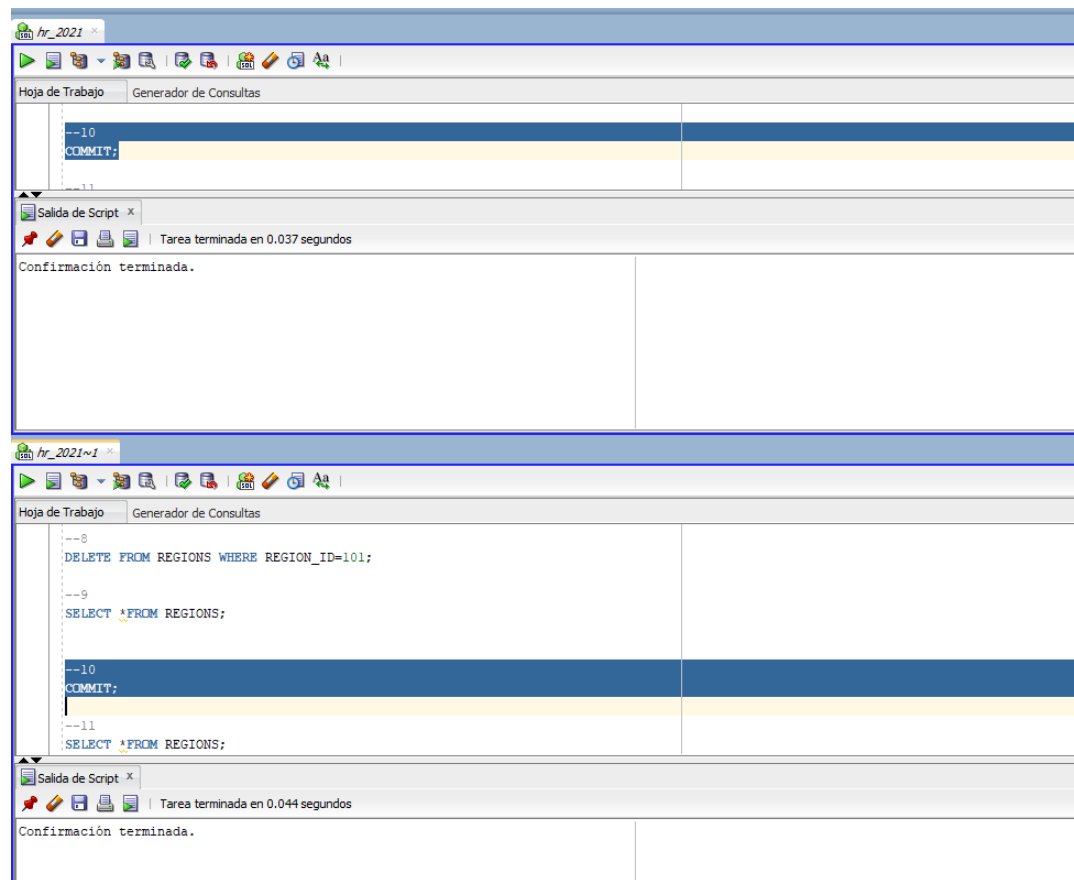 hr_2021
Hoja de Trabajo Generador de Consultas
--10
COMMIT;
--11
Salida de Script x
Tarea terminada en 0.037 segundos
Confirmación terminada.
hr_2021~1
Hoja de Trabajo Generador de Consultas
--8
DELETE FROM REGIONS WHERE REGION_ID=101;
--9
SELECT *FROM REGIONS;
--10
COMMIT;
--11
SELECT *FROM REGIONS;
Salida de Script x
Tarea terminada en 0.044 segundos
Confirmación terminada.